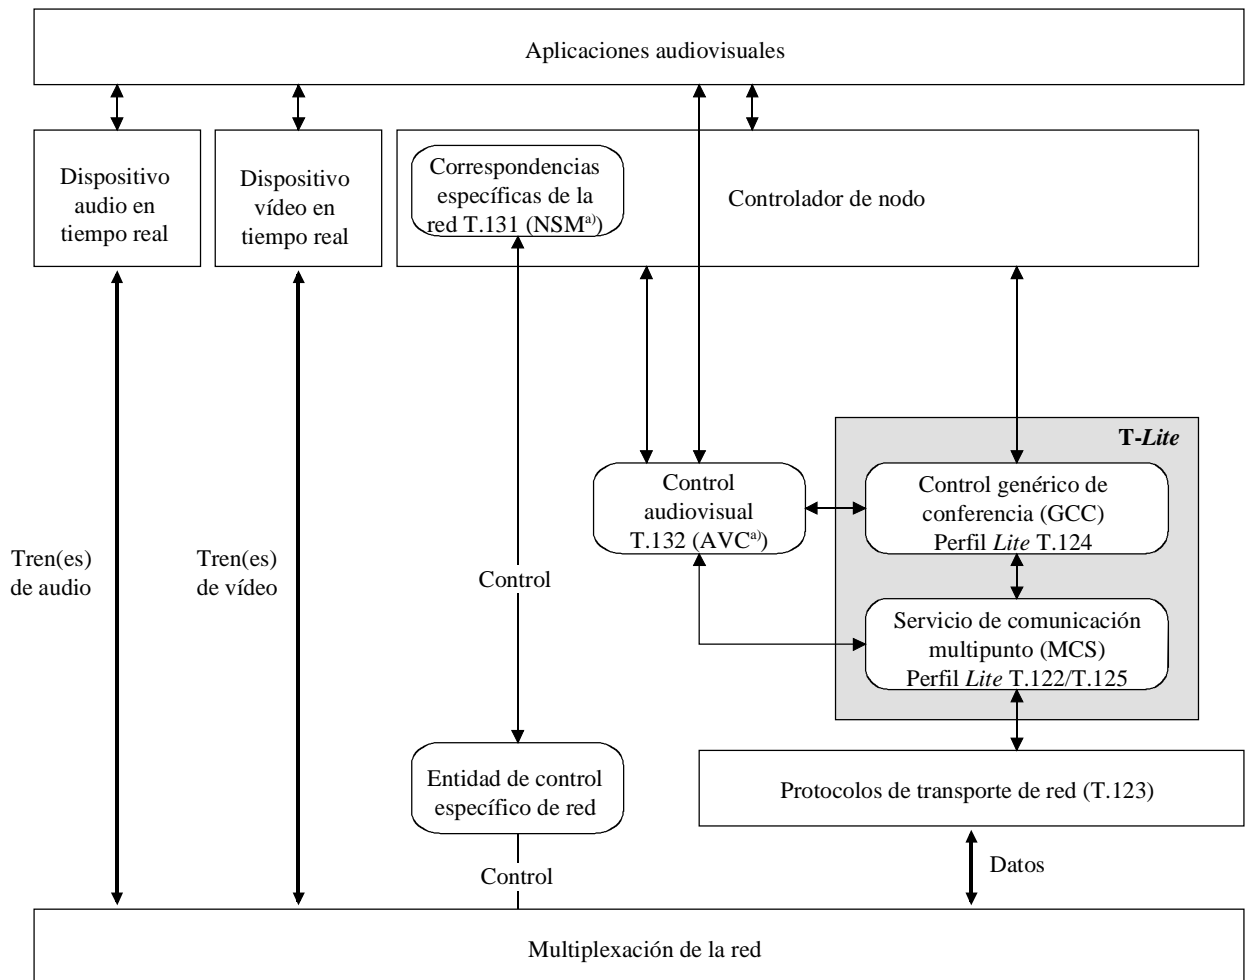 Aplicaciones audiovisuales
Dispositivo
audio en
tiempo real
Dispositivo
vídeo en
tiempo real
Correspondencias
específicas de la
red T.131 (NSMa))
Controlador de nodo
T-Lite
Control
audiovisual
T.132 (AVCa))
Control genérico de
conferencia (GCC)
Perfil Lite T.124
Tren(es)
de audio
Tren(es)
de vídeo
Control
Servicio de comunicación
multipunto (MCS)
Perfil Lite T.122/T.125
Entidad de control
específico de red
Protocolos de transporte de red (T.123)
Control
Datos
Multiplexación de la red